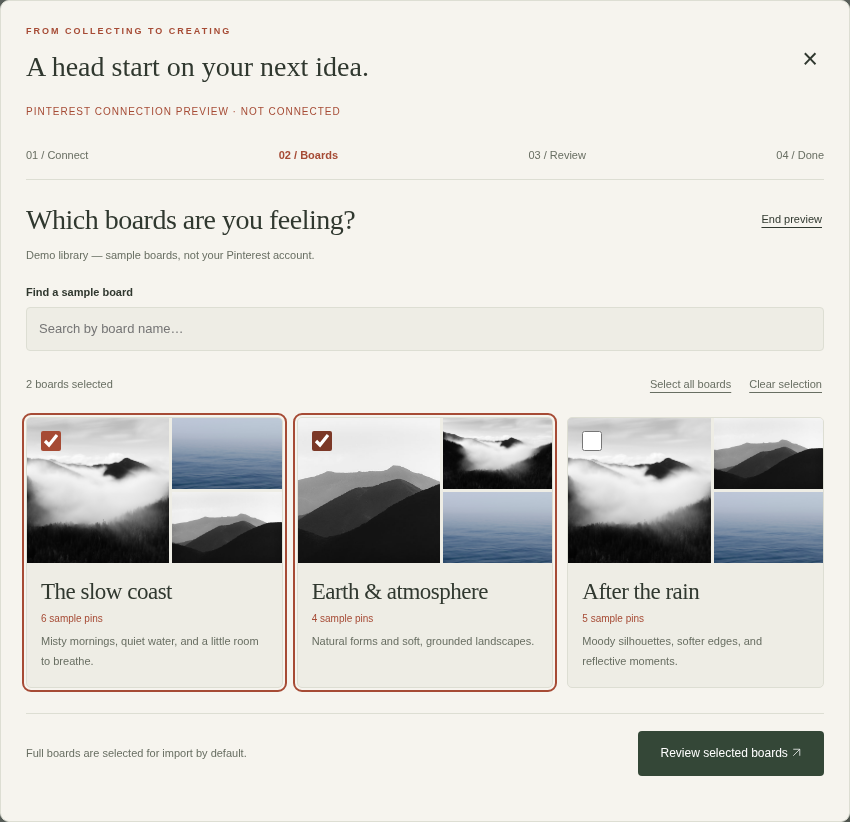 FROM COLLECTING TO CREATING
A head start on your next idea.
PINTEREST CONNECTION PREVIEW · NOT CONNECTED
01 / Connect
02 / Boards
03 / Review
04 / Done
Which boards are you feeling?
End preview
Demo library — sample boards, not your Pinterest account.
Find a sample board
Search by board name…
2 boards selected
Select all boards
Clear selection
The slow coast
6 sample pins
Misty mornings, quiet water, and a little room
to breathe.
Earth & atmosphere
4 sample pins
Natural forms and soft, grounded landscapes.
After the rain
5 sample pins
Moody silhouettes, softer edges, and
reflective moments.
Full boards are selected for import by default.
Review selected boards